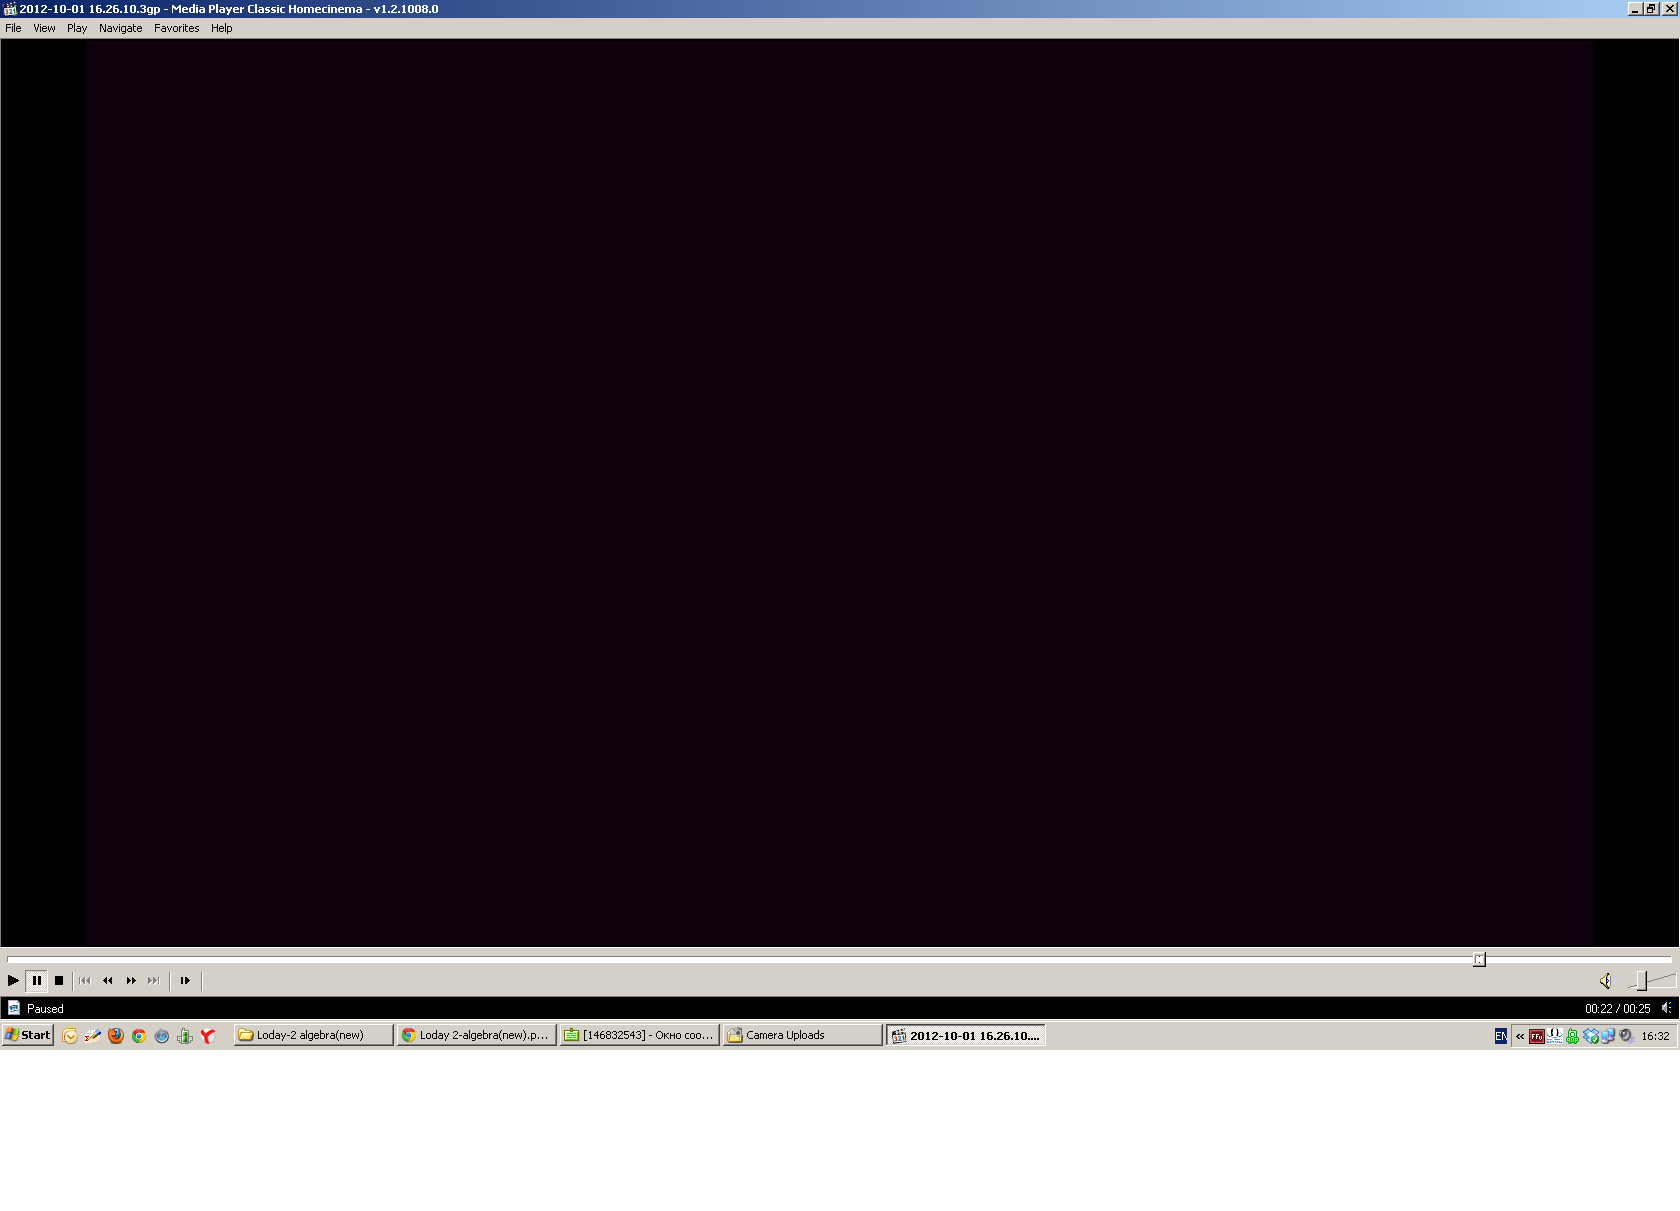 2012-10-01 16.26.10.3gp - Media Player Classic Homecinema - v1.2.1008.0
File View Play Navigate Favorites Help
Paused 00:22 / 00:25
Start Loday-2 algebra(new) Loday 2-algebra(new).p... [146832543] - Окно соо... Camera Uploads 2012-10-01 16.26.10.... EN « 16:32